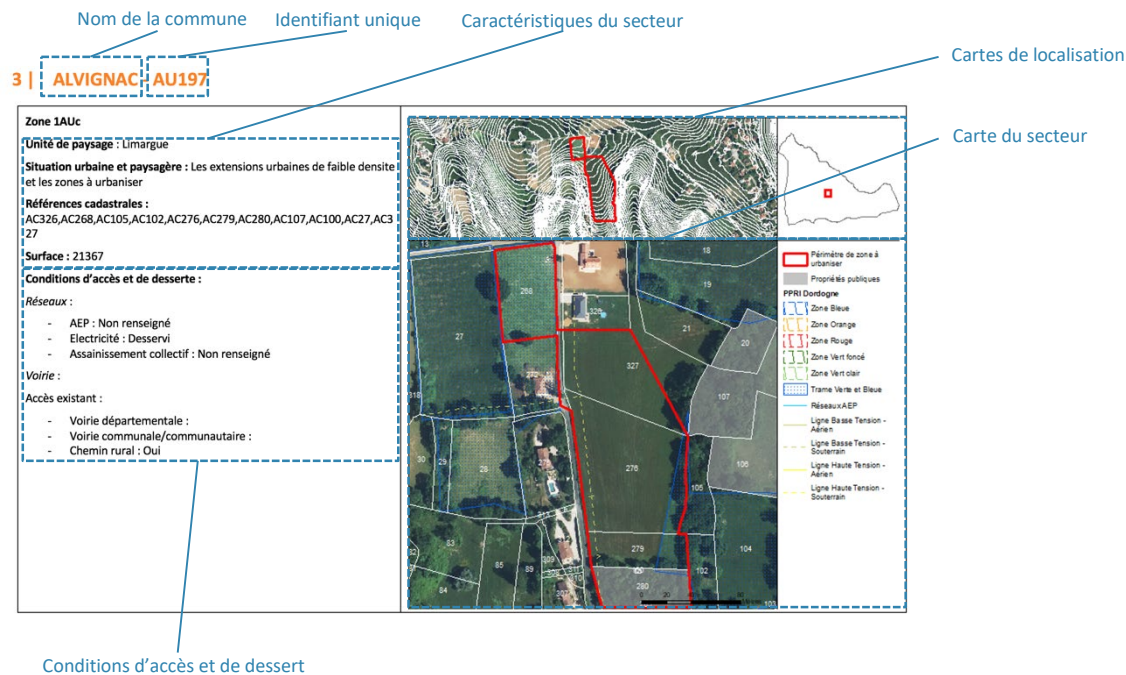 Nom de la commune
Identifiant unique
Caractéristiques du secteur
Cartes de localisation
3 | ALVIGNAC - AU197
Carte du secteur
Zone 1AUc
Unité de paysage : Limargue
Situation urbaine et paysagère : Les extensions urbaines de faible densite
et les zones à urbaniser
Références cadastrales :
AC326,AC268,AC105,AC102,AC276,AC279,AC280,AC107,AC100,AC27,AC3
27
Surface : 21367
Conditions d'accès et de desserte :
Réseaux :
- AEP : Non renseigné
- Electricité : Desservi
- Assainissement collectif : Non renseigné
Voirie :
Accès existant :
- Voirie départementale :
- Voirie communale/communautaire :
- Chemin rural : Oui
13
18
268
19
326
21
27
20
327
107
118
30
29
28
276
106
105
83
82
85
89
309
279
104
84
102
280
103
0 20 40
Périmètre de zone à
urbaniser
Propriétés publiques
PPRI Dordogne
Zone Bleue
Zone Orange
Zone Rouge
Zone Vert foncé
Zone Vert clair
Trame Verte et Bleue
Réseaux AEP
Ligne Basse Tension -
Aérien
Ligne Basse Tension -
Souterrain
Ligne Haute Tension -
Aérien
Ligne Haute Tension -
Souterrain
Conditions d'accès et de dessert